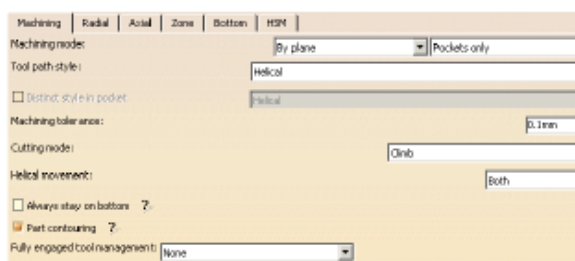 Machining Radial Axial Zone Bottom HSM
Machining mode: By plane Pockets only
Tool path style: Helical
Distinct style in pocket Helical
Machining tolerance: 0.1mm
Cutting mode: Climb
Helical movement: Both
Always stay on bottom ?
Part contouring ?
Fully engaged tool management: None